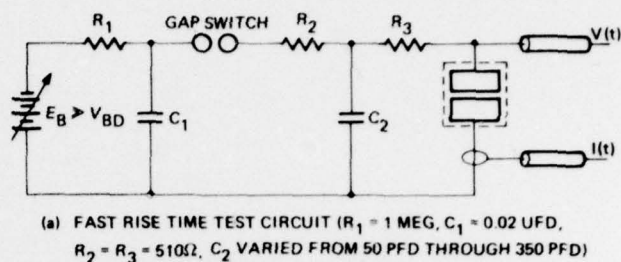 R1
GAP SWITCH
R2
R3
V(t)
EB > VBD
C1
C2
I(t)
(a) FAST RISE TIME TEST CIRCUIT (R1 = 1 MEG, C1 = 0.02 UFD,
R2 = R3 = 510Ω, C2 VARIED FROM 50 PFD THROUGH 350 PFD)